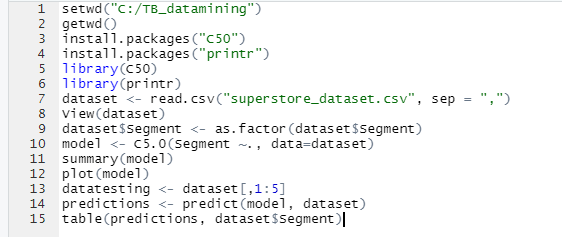 1 setwd("C:/TB_datamining")
2 getwd()
3 install.packages("C50")
4 install.packages("printr")
5 library(C50)
6 library(printr)
7 dataset <- read.csv("superstore_dataset.csv", sep = ",")
8 View(dataset)
9 dataset$Segment <- as.factor(dataset$Segment)
10 model <- C5.0(Segment ~., data=dataset)
11 summary(model)
12 plot(model)
13 datatesting <- dataset[,1:5]
14 predictions <- predict(model, dataset)
15 table(predictions, dataset$Segment)